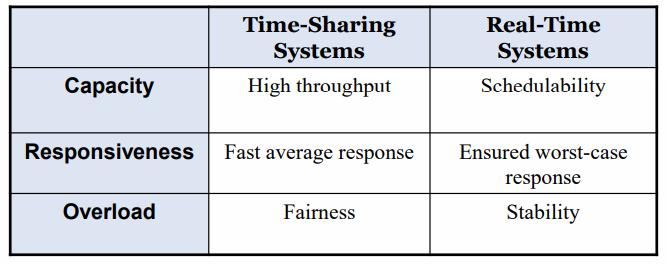 Time-Sharing
Systems
Real-Time
Systems
Capacity
High throughput
Schedulability
Responsiveness
Fast average response
Ensured worst-case
response
Overload
Fairness
Stability